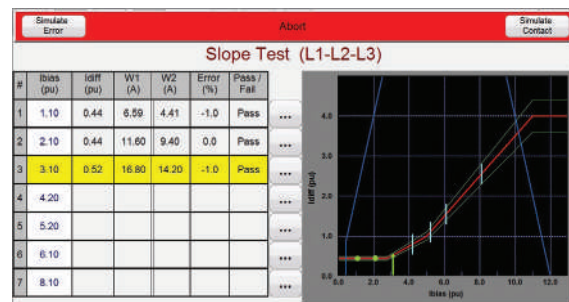 Simulate Error
Abort
Simulate Contact
Slope Test (L1-L2-L3)
# Ibias (pu) Idiff (pu) W1 (A) W2 (A) Error (%) Pass / Fail
1 1.10 0.44 6.59 4.41 -1.0 Pass ...
2 2.10 0.44 11.60 9.40 0.0 Pass ...
3 3.10 0.52 16.80 14.20 -1.0 Pass ...
4 4.20 ...
5 5.20 ...
6 6.10 ...
7 8.10 ...
4.0
3.0
2.0
1.0
0.0
Idiff (pu)
0.0 2.0 4.0 6.0 8.0 10.0 12.0
Ibias (pu)